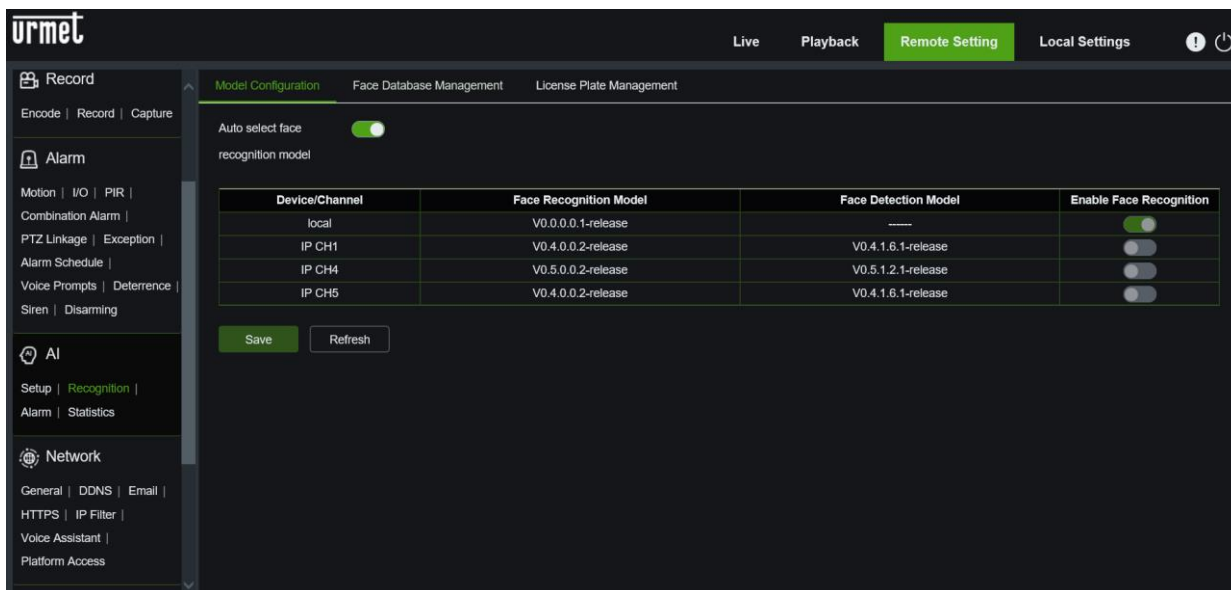 urmet
Live Playback Remote Setting Local Settings
Record
Encode | Record | Capture
Alarm
Motion | I/O | PIR |
Combination Alarm |
PTZ Linkage | Exception |
Alarm Schedule |
Voice Prompts | Deterrence |
Siren | Disarming
AI
Setup | Recognition |
Alarm | Statistics
Network
General | DDNS | Email |
HTTPS | IP Filter |
Voice Assistant |
Platform Access
Model Configuration Face Database Management License Plate Management
Auto select face
recognition model
Device/Channel Face Recognition Model Face Detection Model Enable Face Recognition
local V0.0.0.0.1-release ------
IP CH1 V0.4.0.0.2-release V0.4.1.6.1-release
IP CH4 V0.5.0.0.2-release V0.5.1.2.1-release
IP CH5 V0.4.0.0.2-release V0.4.1.6.1-release
Save Refresh